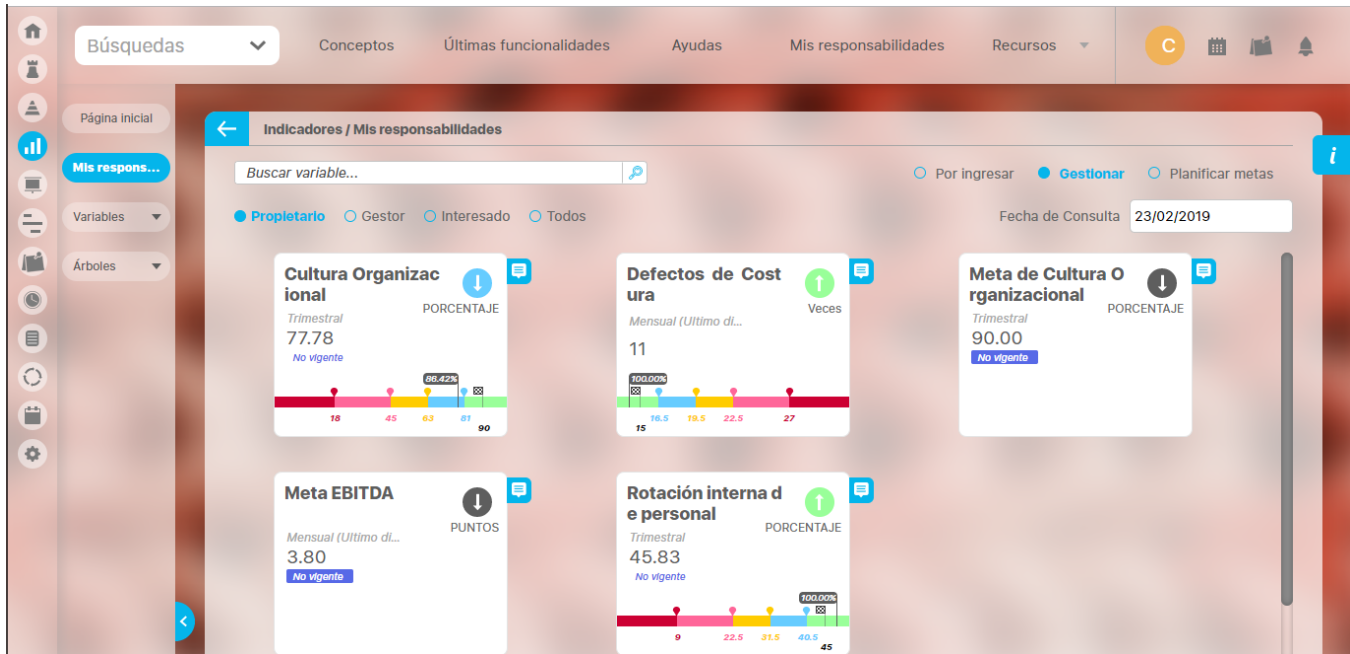 Búsquedas
Conceptos
Últimas funcionalidades
Ayudas
Mis responsabilidades
Recursos
C
Página inicial
Mis respons...
Variables
Árboles
Indicadores / Mis responsabilidades
i
Buscar variable...
Por ingresar
Gestionar
Planificar metas
Propietario
Gestor
Interesado
Todos
Fecha de Consulta
23/02/2019
Cultura Organizac
ional
PORCENTAJE
Trimestral
77.78
No vigente
86.42%
18 45 63 81
90
Defectos de Cost
ura
Veces
Mensual (Ultimo di...
11
100.00%
16.5 19.5 22.5 27
15
Meta de Cultura O
rganizacional
PORCENTAJE
Trimestral
90.00
No vigente
Meta EBITDA
PUNTOS
Mensual (Ultimo di...
3.80
No vigente
Rotación interna d
e personal
PORCENTAJE
Trimestral
45.83
No vigente
100.00%
9 22.5 31.5 40.5
45